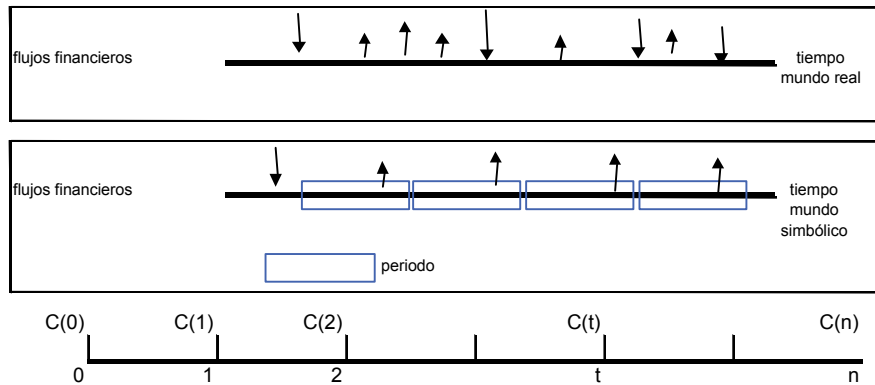 flujos financieros
tiempo
mundo real
flujos financieros
tiempo
mundo
simbólico
periodo
C(0) C(1) C(2) C(t) C(n)
0 1 2 t n